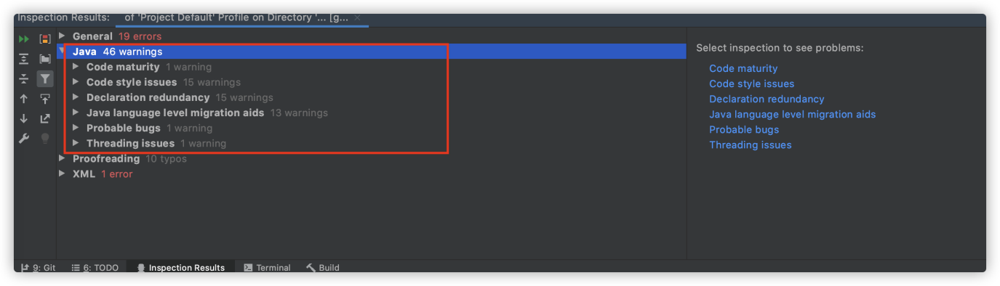 Inspection Results: of 'Project Default' Profile on Directory '... [g... ×
General 19 errors
Java 46 warnings
Code maturity 1 warning
Code style issues 15 warnings
Declaration redundancy 15 warnings
Java language level migration aids 13 warnings
Probable bugs 1 warning
Threading issues 1 warning
Proofreading 10 typos
XML 1 error
Select inspection to see problems:
Code maturity
Code style issues
Declaration redundancy
Java language level migration aids
Probable bugs
Threading issues
9: Git 6: TODO Inspection Results Terminal Build